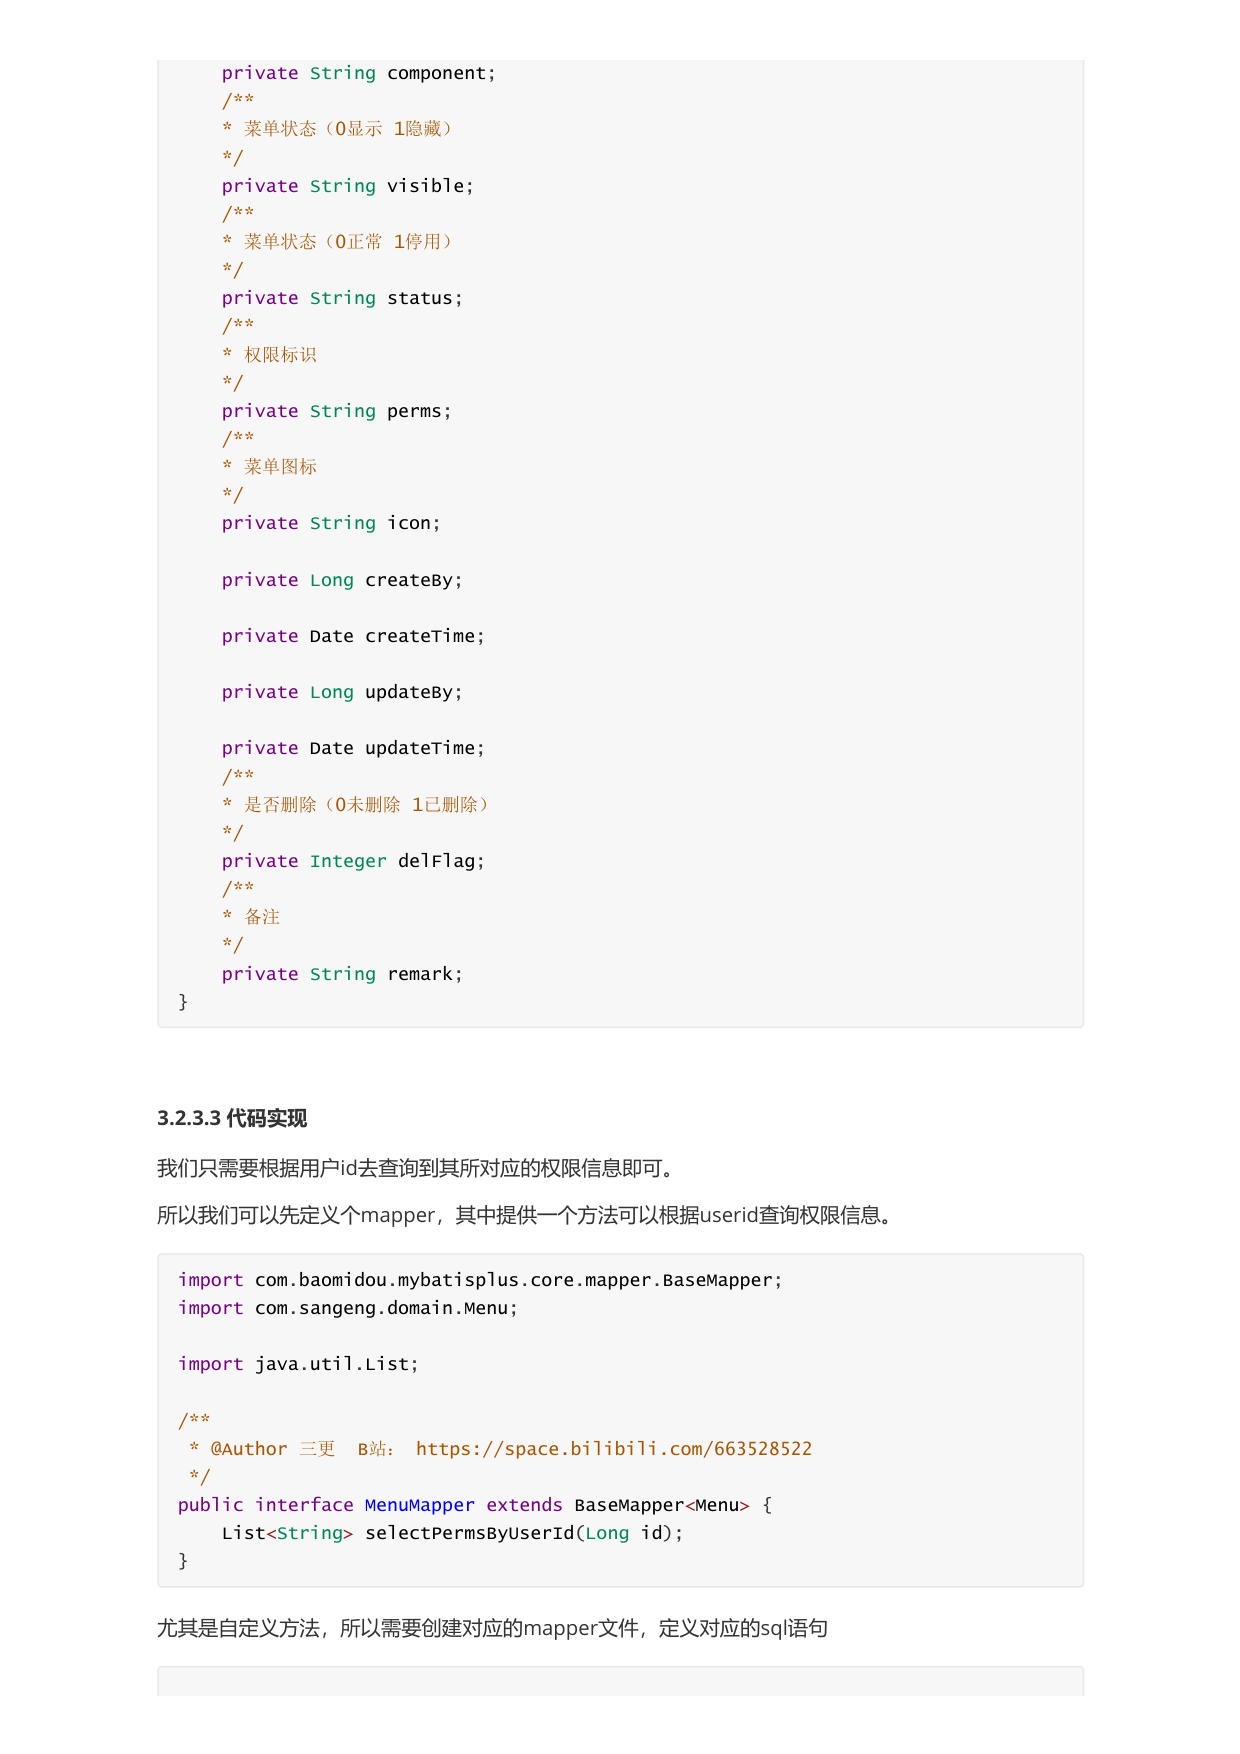 private String component;
/**
* 菜单状态（0显示 1隐藏）
*/
private String visible;
/**
* 菜单状态（0正常 1停用）
*/
private String status;
/**
* 权限标识
*/
private String perms;
/**
* 菜单图标
*/
private String icon;
private Long createBy;
private Date createTime;
private Long updateBy;
private Date updateTime;
/**
* 是否删除（0未删除 1已删除）
*/
private Integer delFlag;
/**
* 备注
*/
private String remark;
}
3.2.3.3 代码实现
我们只需要根据用户id去查询到其所对应的权限信息即可。
所以我们可以先定义个mapper，其中提供一个方法可以根据userid查询权限信息。
import com.baomidou.mybatisplus.core.mapper.BaseMapper;
import com.sangeng.domain.Menu;
import java.util.List;
/**
* @Author 三更  B站： https://space.bilibili.com/663528522
*/
public interface MenuMapper extends BaseMapper<Menu> {
List<String> selectPermsByUserId(Long id);
}
尤其是自定义方法，所以需要创建对应的mapper文件，定义对应的sql语句